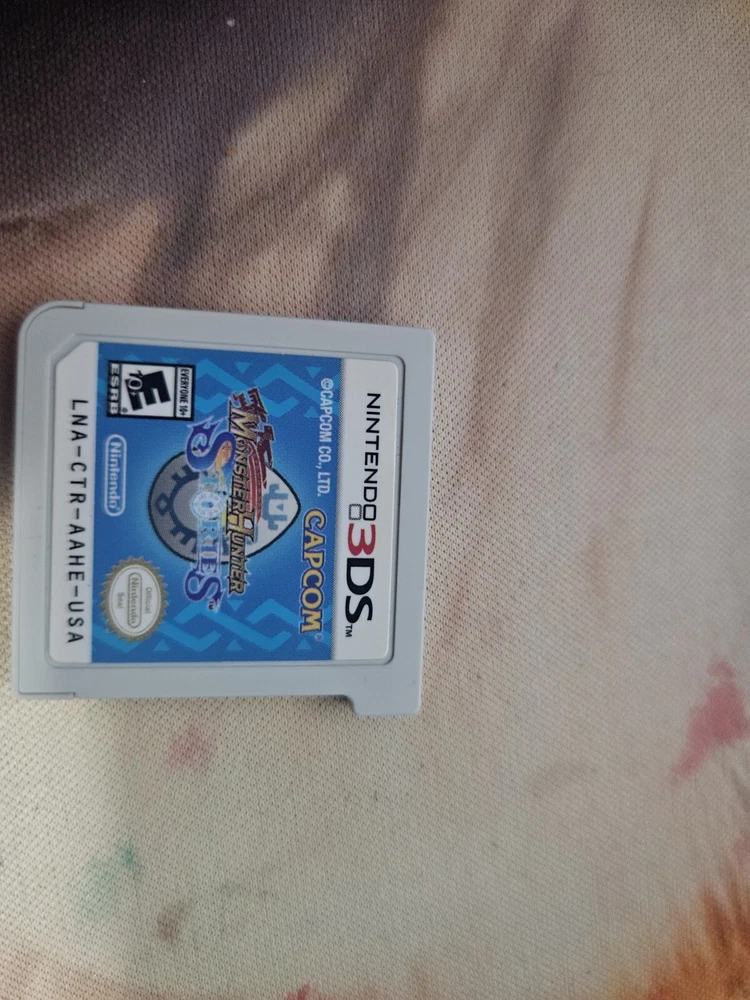 NINTENDO 3DS™
CAPCOM®
©CAPCOM CO., LTD.
MONSTER HUNTER
STORIES™
EVERYONE 10+
E
10+
ESRB
Nintendo®
Official
Nintendo
Seal
LNA-CTR-AAHE-USA